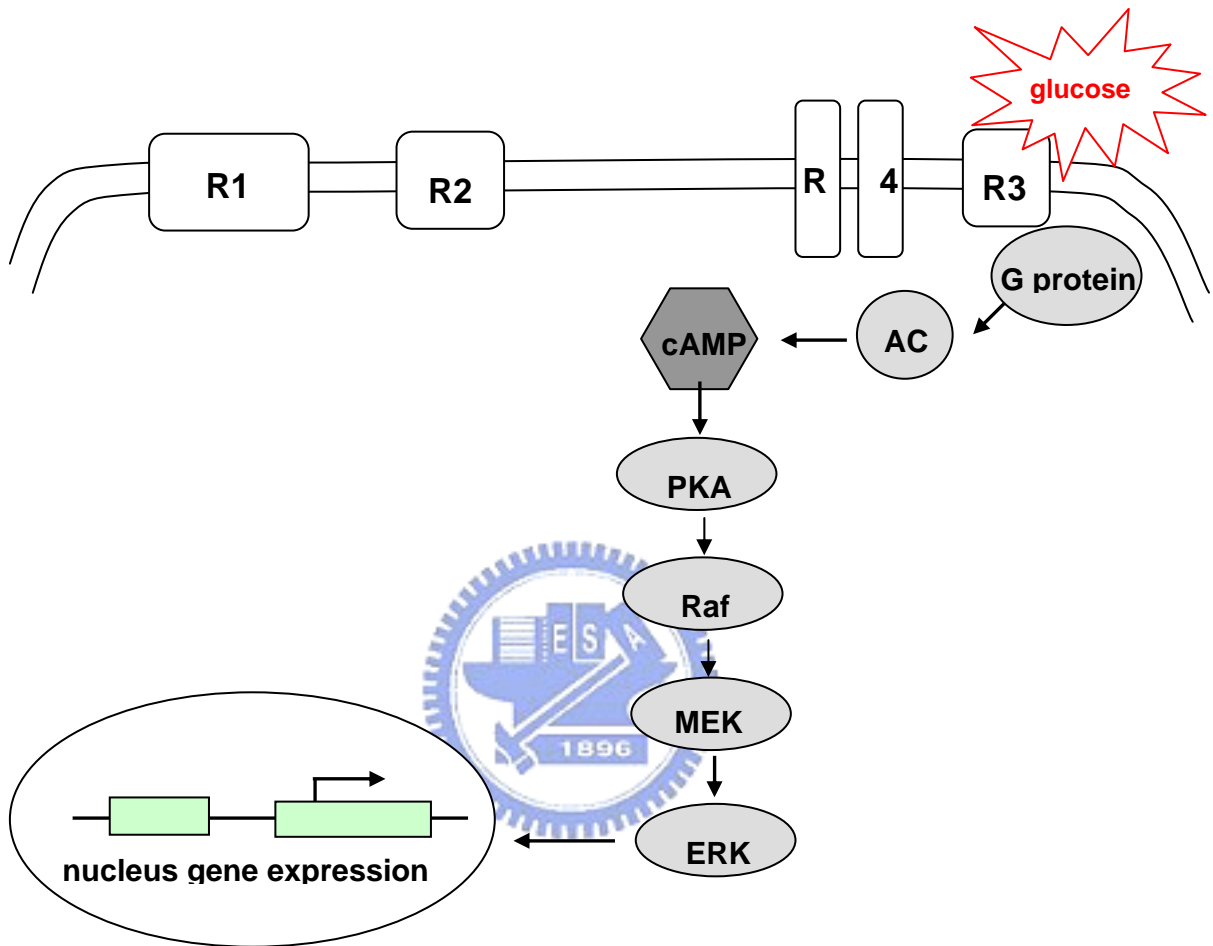 glucose
R1
R2
R 4
R3
G protein
AC
cAMP
PKA
Raf
E S A
MEK
1896
ERK
nucleus gene expression